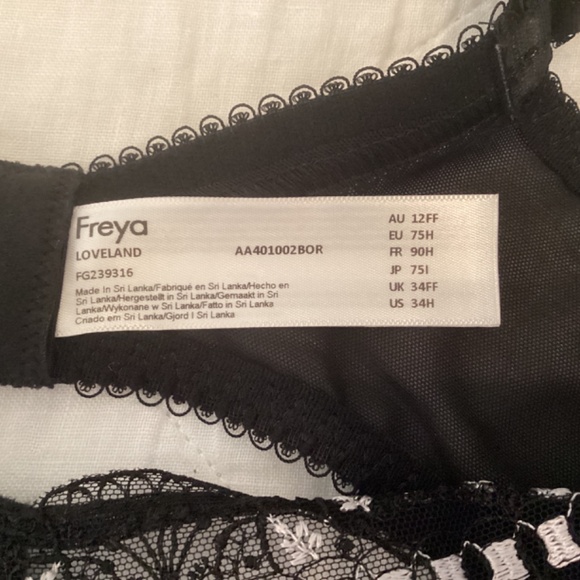 Freya
LOVELAND AA401002BOR
FG239316
Made In Sri Lanka/Fabriqué en Sri Lanka/Hecho en
Sri Lanka/Hergestellt in Sri Lanka/Gemaakt in Sri
Lanka/Wykonane w Sri Lanka/Fatto in Sri Lanka
Criado em Sri Lanka/Gjord I Sri Lanka
AU 12FF
EU 75H
FR 90H
JP 75I
UK 34FF
US 34H